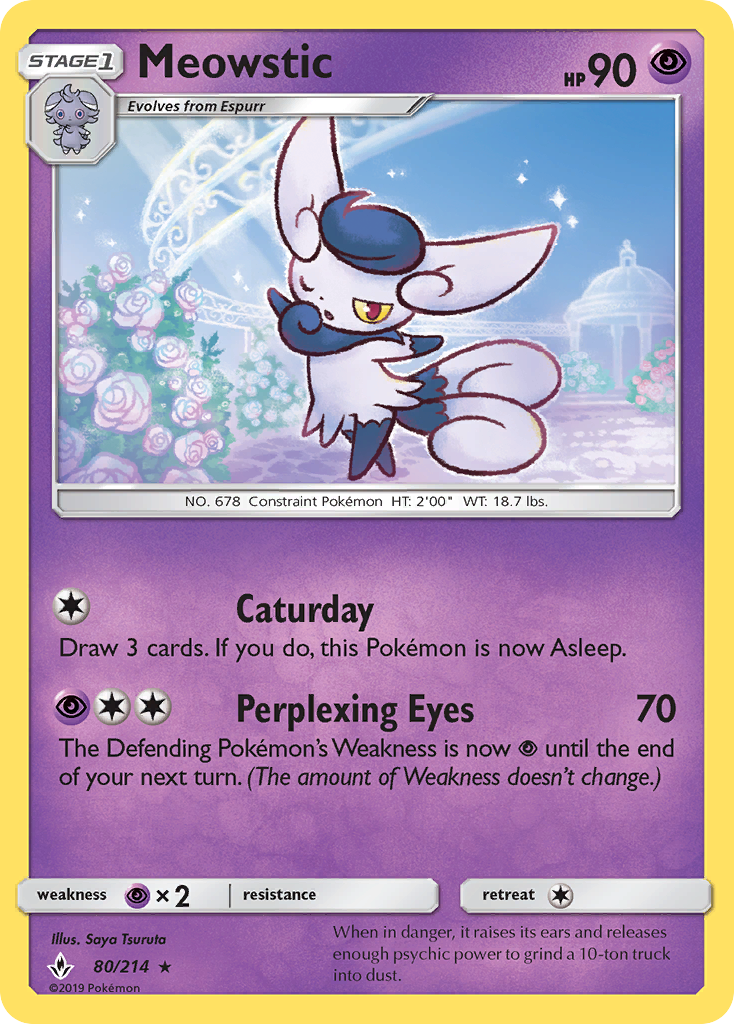 STAGE1
Meowstic
HP90
Evolves from Espurr
NO. 678 Constraint Pokémon HT: 2'00" WT: 18.7 lbs.
Caturday
Draw 3 cards. If you do, this Pokémon is now Asleep.
Perplexing Eyes 70
The Defending Pokémon's Weakness is now until the end
of your next turn. (The amount of Weakness doesn't change.)
weakness ×2 resistance retreat
Illus. Saya Tsuruta
80/214
©2019 Pokémon
When in danger, it raises its ears and releases
enough psychic power to grind a 10-ton truck
into dust.